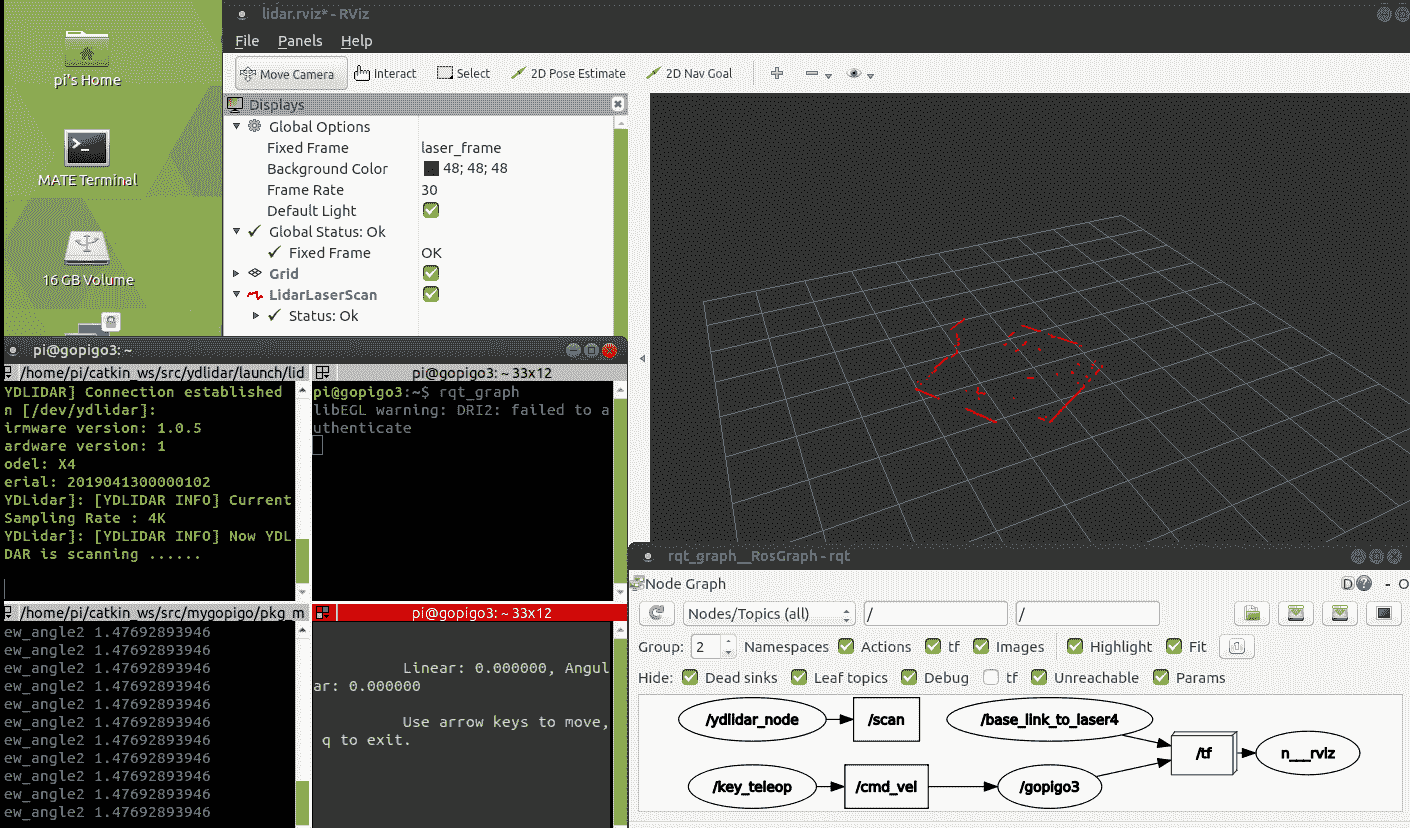 lidar.rviz* - RViz
File Panels Help
Move Camera Interact Select 2D Pose Estimate 2D Nav Goal
pi's Home
MATE Terminal
16 GB Volume
Displays
Global Options
Fixed Frame laser_frame
Background Color 48; 48; 48
Frame Rate 30
Default Light
Global Status: Ok
Fixed Frame OK
Grid
LidarLaserScan
Status: Ok
pi@gopigo3: ~
/home/pi/catkin_ws/src/ydlidar/launch/lid
YDLIDAR] Connection established
n [/dev/ydlidar]:
irmware version: 1.0.5
ardware version: 1
odel: X4
erial: 2019041300000102
YDLidar]: [YDLIDAR INFO] Current
Sampling Rate : 4K
YDLidar]: [YDLIDAR INFO] Now YDL
DAR is scanning ......
pi@gopigo3: ~ 33x12
pi@gopigo3:~$ rqt_graph
libEGL warning: DRI2: failed to a
uthenticate
/home/pi/catkin_ws/src/mygopigo/pkg_m
ew_angle2 1.47692893946
ew_angle2 1.47692893946
ew_angle2 1.47692893946
ew_angle2 1.47692893946
ew_angle2 1.47692893946
ew_angle2 1.47692893946
ew_angle2 1.47692893946
ew_angle2 1.47692893946
ew_angle2 1.47692893946
ew_angle2 1.47692893946
ew_angle2 1.47692893946
pi@gopigo3: ~ 33x12
Linear: 0.000000, Angul
ar: 0.000000
Use arrow keys to move,
q to exit.
rqt_graph__RosGraph - rqt
Node Graph D ? - O
Nodes/Topics (all) / /
Group: 2 Namespaces Actions tf Images Highlight Fit
Hide: Dead sinks Leaf topics Debug tf Unreachable Params
/ydlidar_node /scan /base_link_to_laser4
/tf n__rviz
/key_teleop /cmd_vel /gopigo3